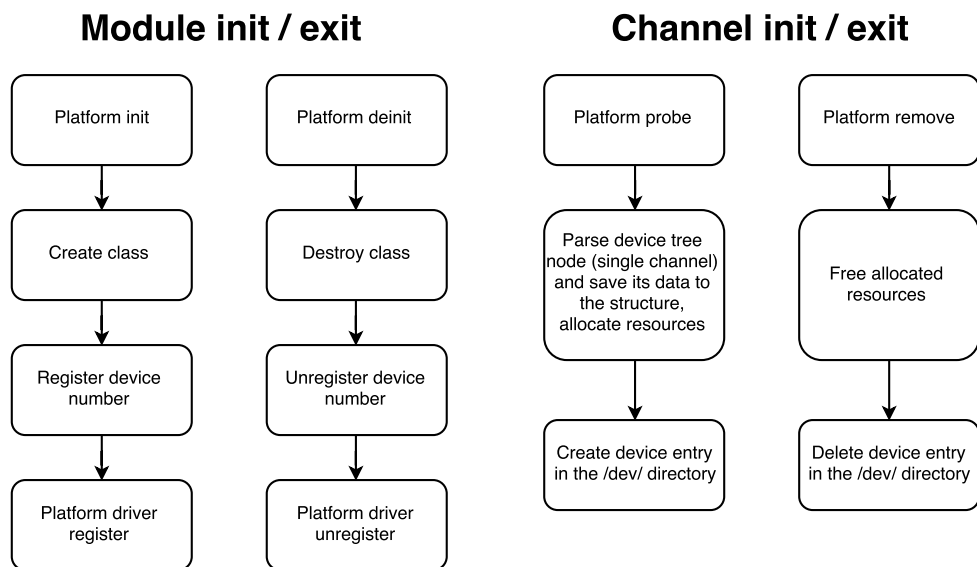 Module init / exit
Channel init / exit
Platform init
Create class
Register device
number
Platform driver
register
Platform deinit
Destroy class
Unregister device
number
Platform driver
unregister
Platform probe
Parse device tree
node (single channel)
and save its data to
the structure,
allocate resources
Create device entry
in the /dev/ directory
Platform remove
Free allocated
resources
Delete device entry
in the /dev/ directory